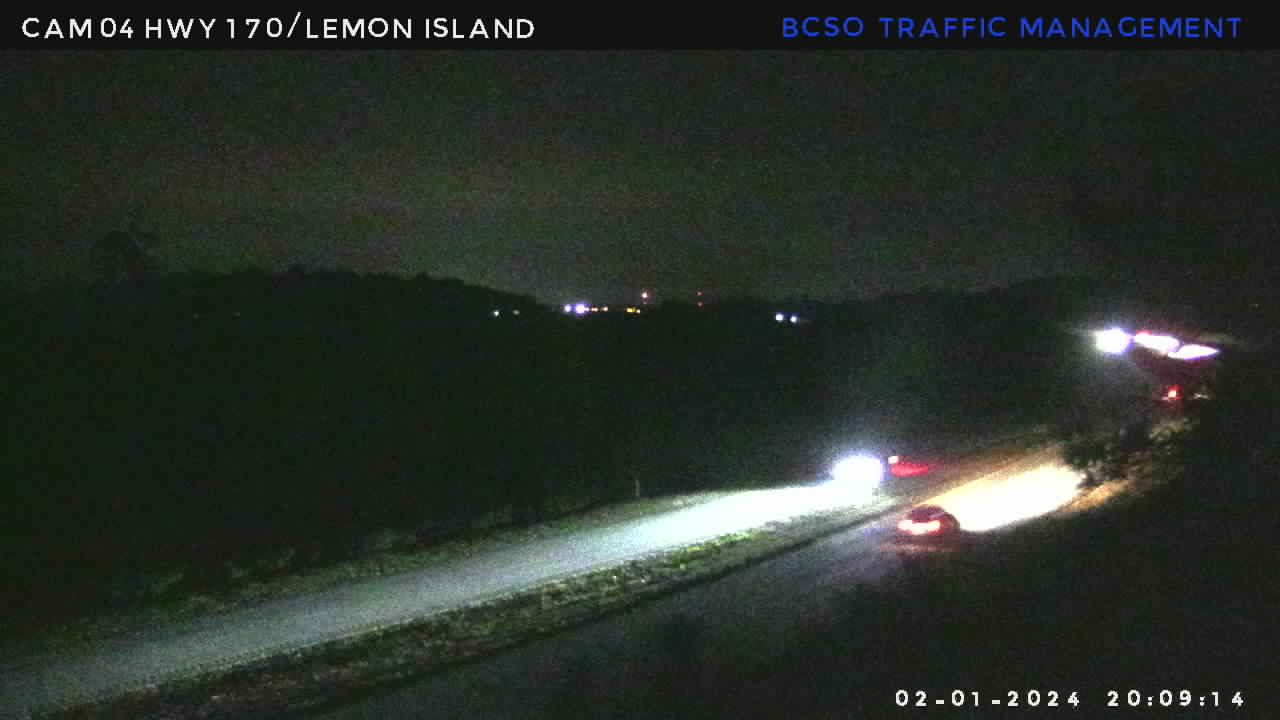 CAM04 HWY 170/LEMON ISLAND
BCSO TRAFFIC MANAGEMENT
02-01-2024 20:09:14